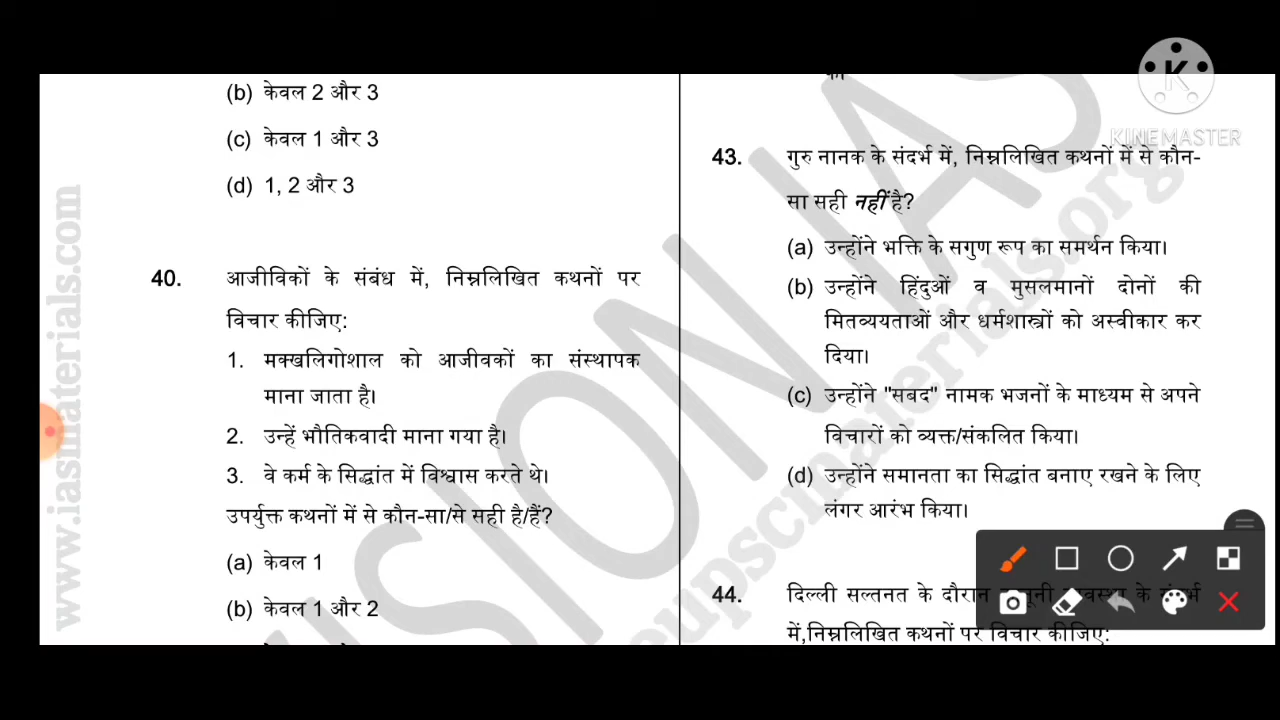 (b) केवल 2 और 3
(c) केवल 1 और 3
(d) 1, 2 और 3
40. आजीविकों के संबंध में, निम्नलिखित कथनों पर
विचार कीजिए:
1. मक्खलिगोशाल को आजीवकों का संस्थापक
माना जाता है।
2. उन्हें भौतिकवादी माना गया है।
3. वे कर्म के सिद्धांत में विश्वास करते थे।
उपर्युक्त कथनों में से कौन-सा/से सही है/हैं?
(a) केवल 1
(b) केवल 1 और 2
43. गुरु नानक के संदर्भ में, निम्नलिखित कथनों में से कौन-
सा सही नहीं है?
(a) उन्होंने भक्ति के सगुण रूप का समर्थन किया।
(b) उन्होंने हिंदुओं व मुसलमानों दोनों की
मितव्ययताओं और धर्मशास्त्रों को अस्वीकार कर
दिया।
(c) उन्होंने "सबद" नामक भजनों के माध्यम से अपने
विचारों को व्यक्त/संकलित किया।
(d) उन्होंने समानता का सिद्धांत बनाए रखने के लिए
लंगर आरंभ किया।
44. दिल्ली सल्तनत के दौरान के
में,निम्नलिखित कथनों पर विचार कीजिए:
www.iasmaterials.com
VISION IAS
upscmaterials.org
K
KINEMASTER